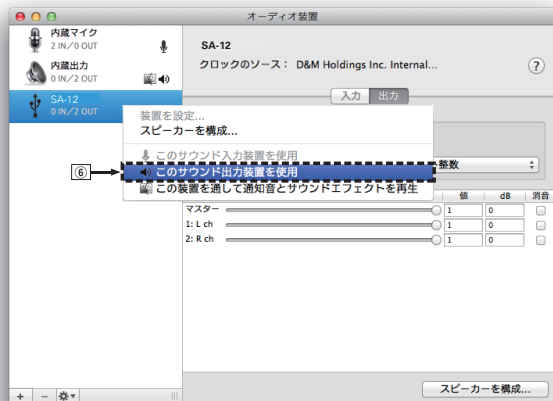 オーディオ装置
内蔵マイク
2 IN/0 OUT
内蔵出力
0 IN/2 OUT
SA-12
0 IN/2 OUT
SA-12
クロックのソース： D&M Holdings Inc. Internal...
?
入力 出力
装置を設定...
スピーカーを構成...
このサウンド入力装置を使用
⑥ このサウンド出力装置を使用
この装置を通して通知音とサウンドエフェクトを再生
整数
値 dB 消音
マスター 1 0
1: L ch 1 0
2: R ch 1 0
スピーカーを構成...
+ −